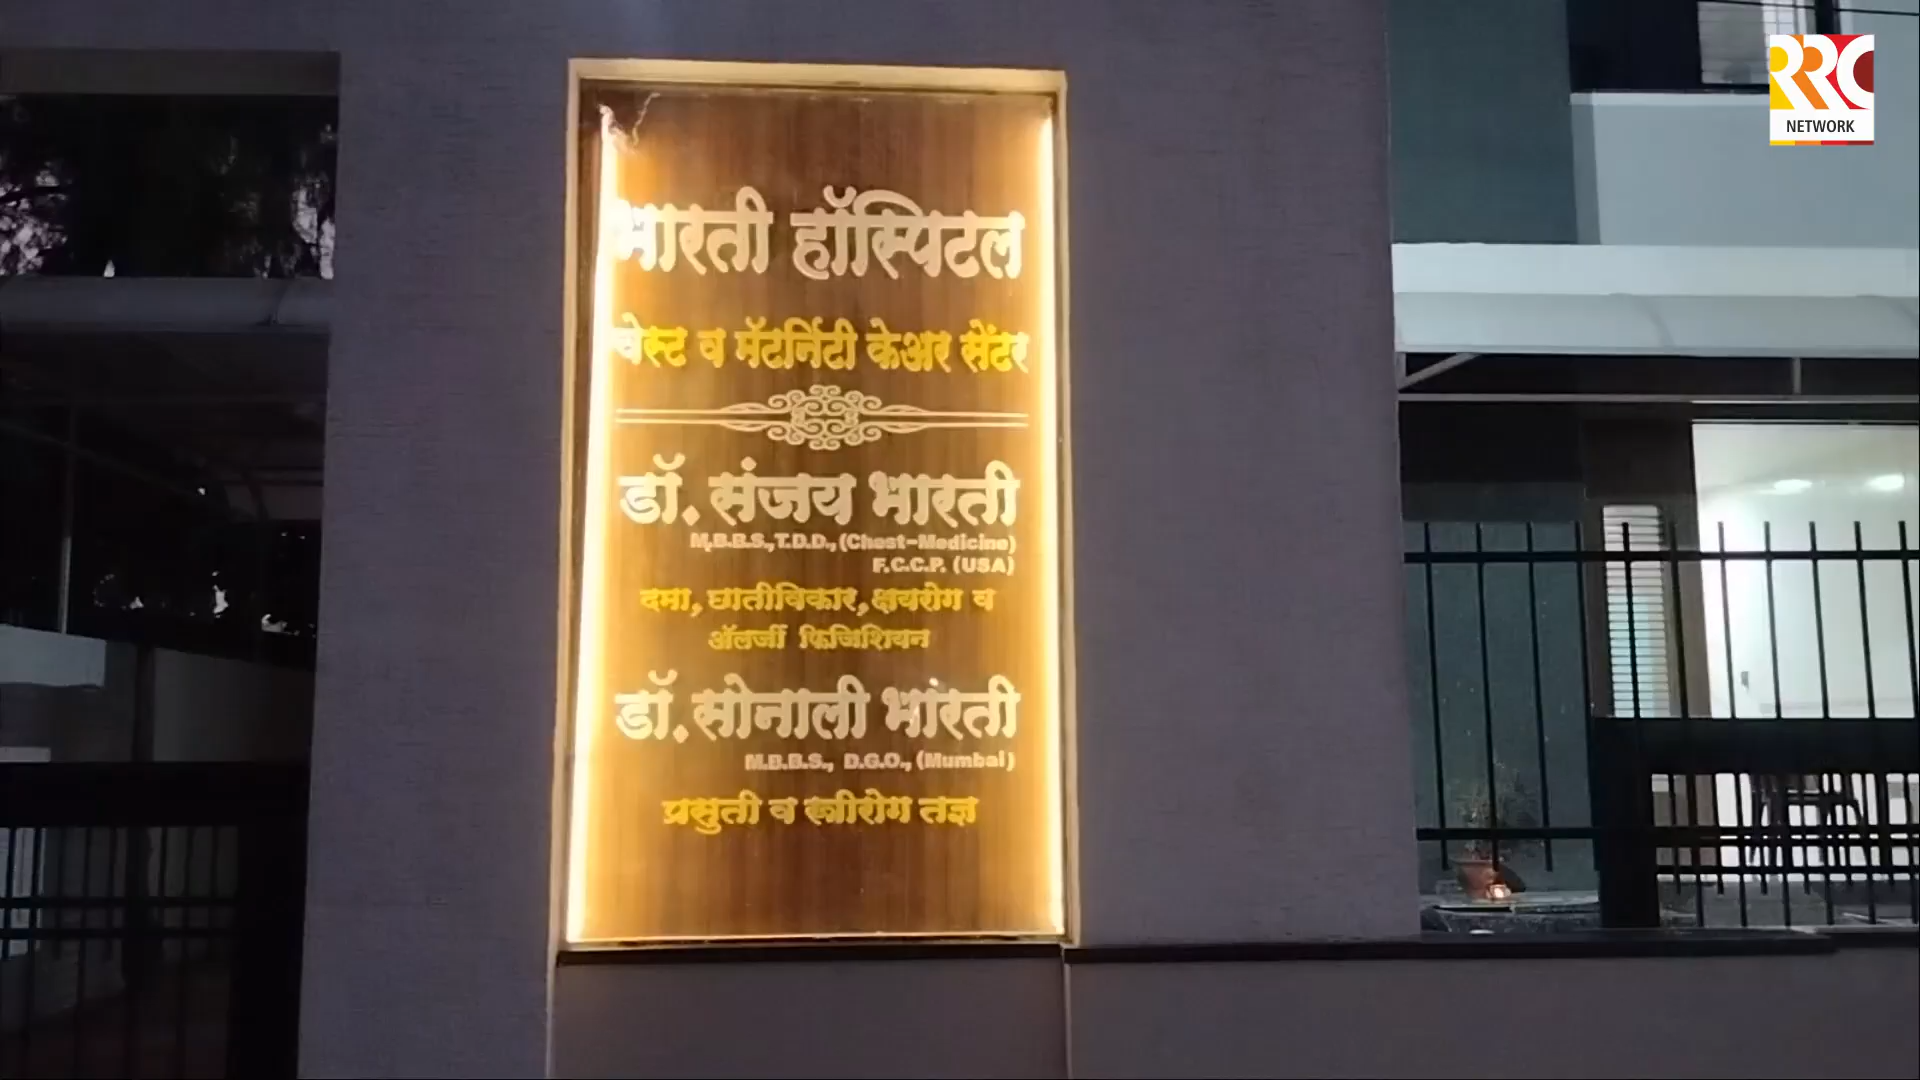 भारती हॉस्पिटल
चेस्ट व मॅटर्निटी केअर सेंटर
डॉ. संजय भारती
M.B.B.S., T.D.D., (Chest-Medicine)
F.C.C.P. (USA)
दमा, छातीविकार, क्षयरोग व
ॲलर्जी फिजिशियन
डॉ. सोनाली भारती
M.B.B.S., D.G.O., (Mumbai)
प्रसुती व स्त्रीरोग तज्ञ
RRC
NETWORK